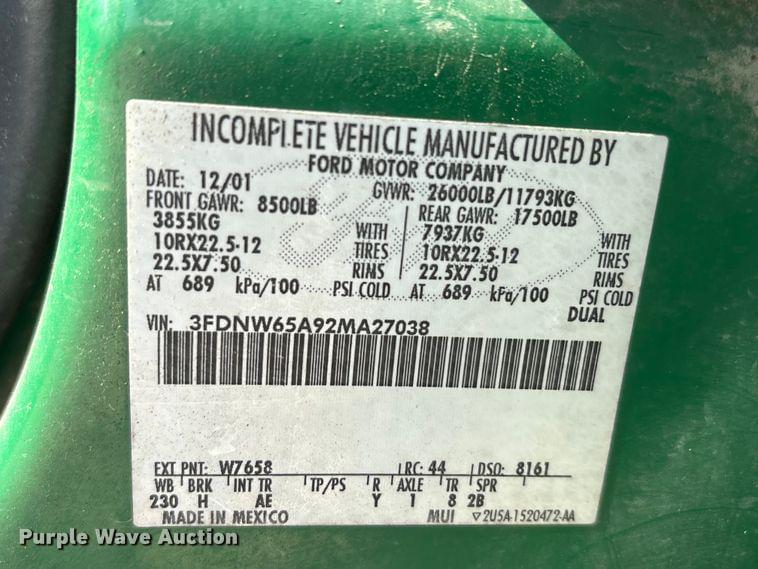 INCOMPLETE VEHICLE MANUFACTURED BY
FORD MOTOR COMPANY
DATE: 12/01 GVWR: 26000LB/11793KG
FRONT GAWR: 8500LB REAR GAWR: 17500LB
3855KG WITH 7937KG WITH
10RX22.5-12 TIRES 10RX22.5-12 TIRES
22.5X7.50 RIMS 22.5X7.50 RIMS
AT 689 kPa/100 PSI COLD AT 689 kPa/100 PSI COLD
DUAL
VIN: 3FDNW65A92MA27038
EXT PNT: W7658 RC: 44 DSO: 8161
WB BRK INT TR TP/PS R AXLE TR SPR
230 H AE Y 1 8 2B
MADE IN MEXICO MUI ▽2U5A-1520472-AA
Purple Wave Auction